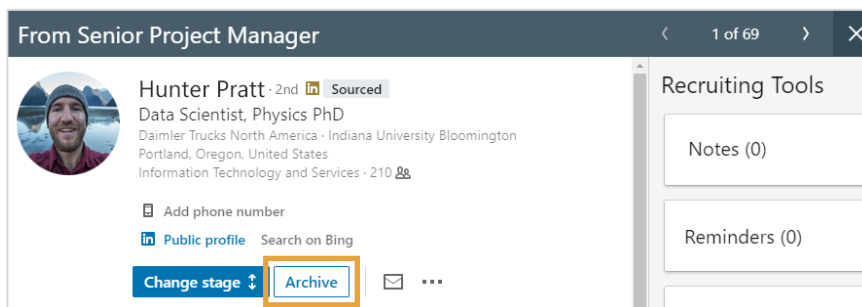 From Senior Project Manager
1 of 69
Hunter Pratt · 2nd in Sourced
Data Scientist, Physics PhD
Daimler Trucks North America · Indiana University Bloomington
Portland, Oregon, United States
Information Technology and Services · 210
Add phone number
in Public profile Search on Bing
Change stage Archive
Recruiting Tools
Notes (0)
Reminders (0)